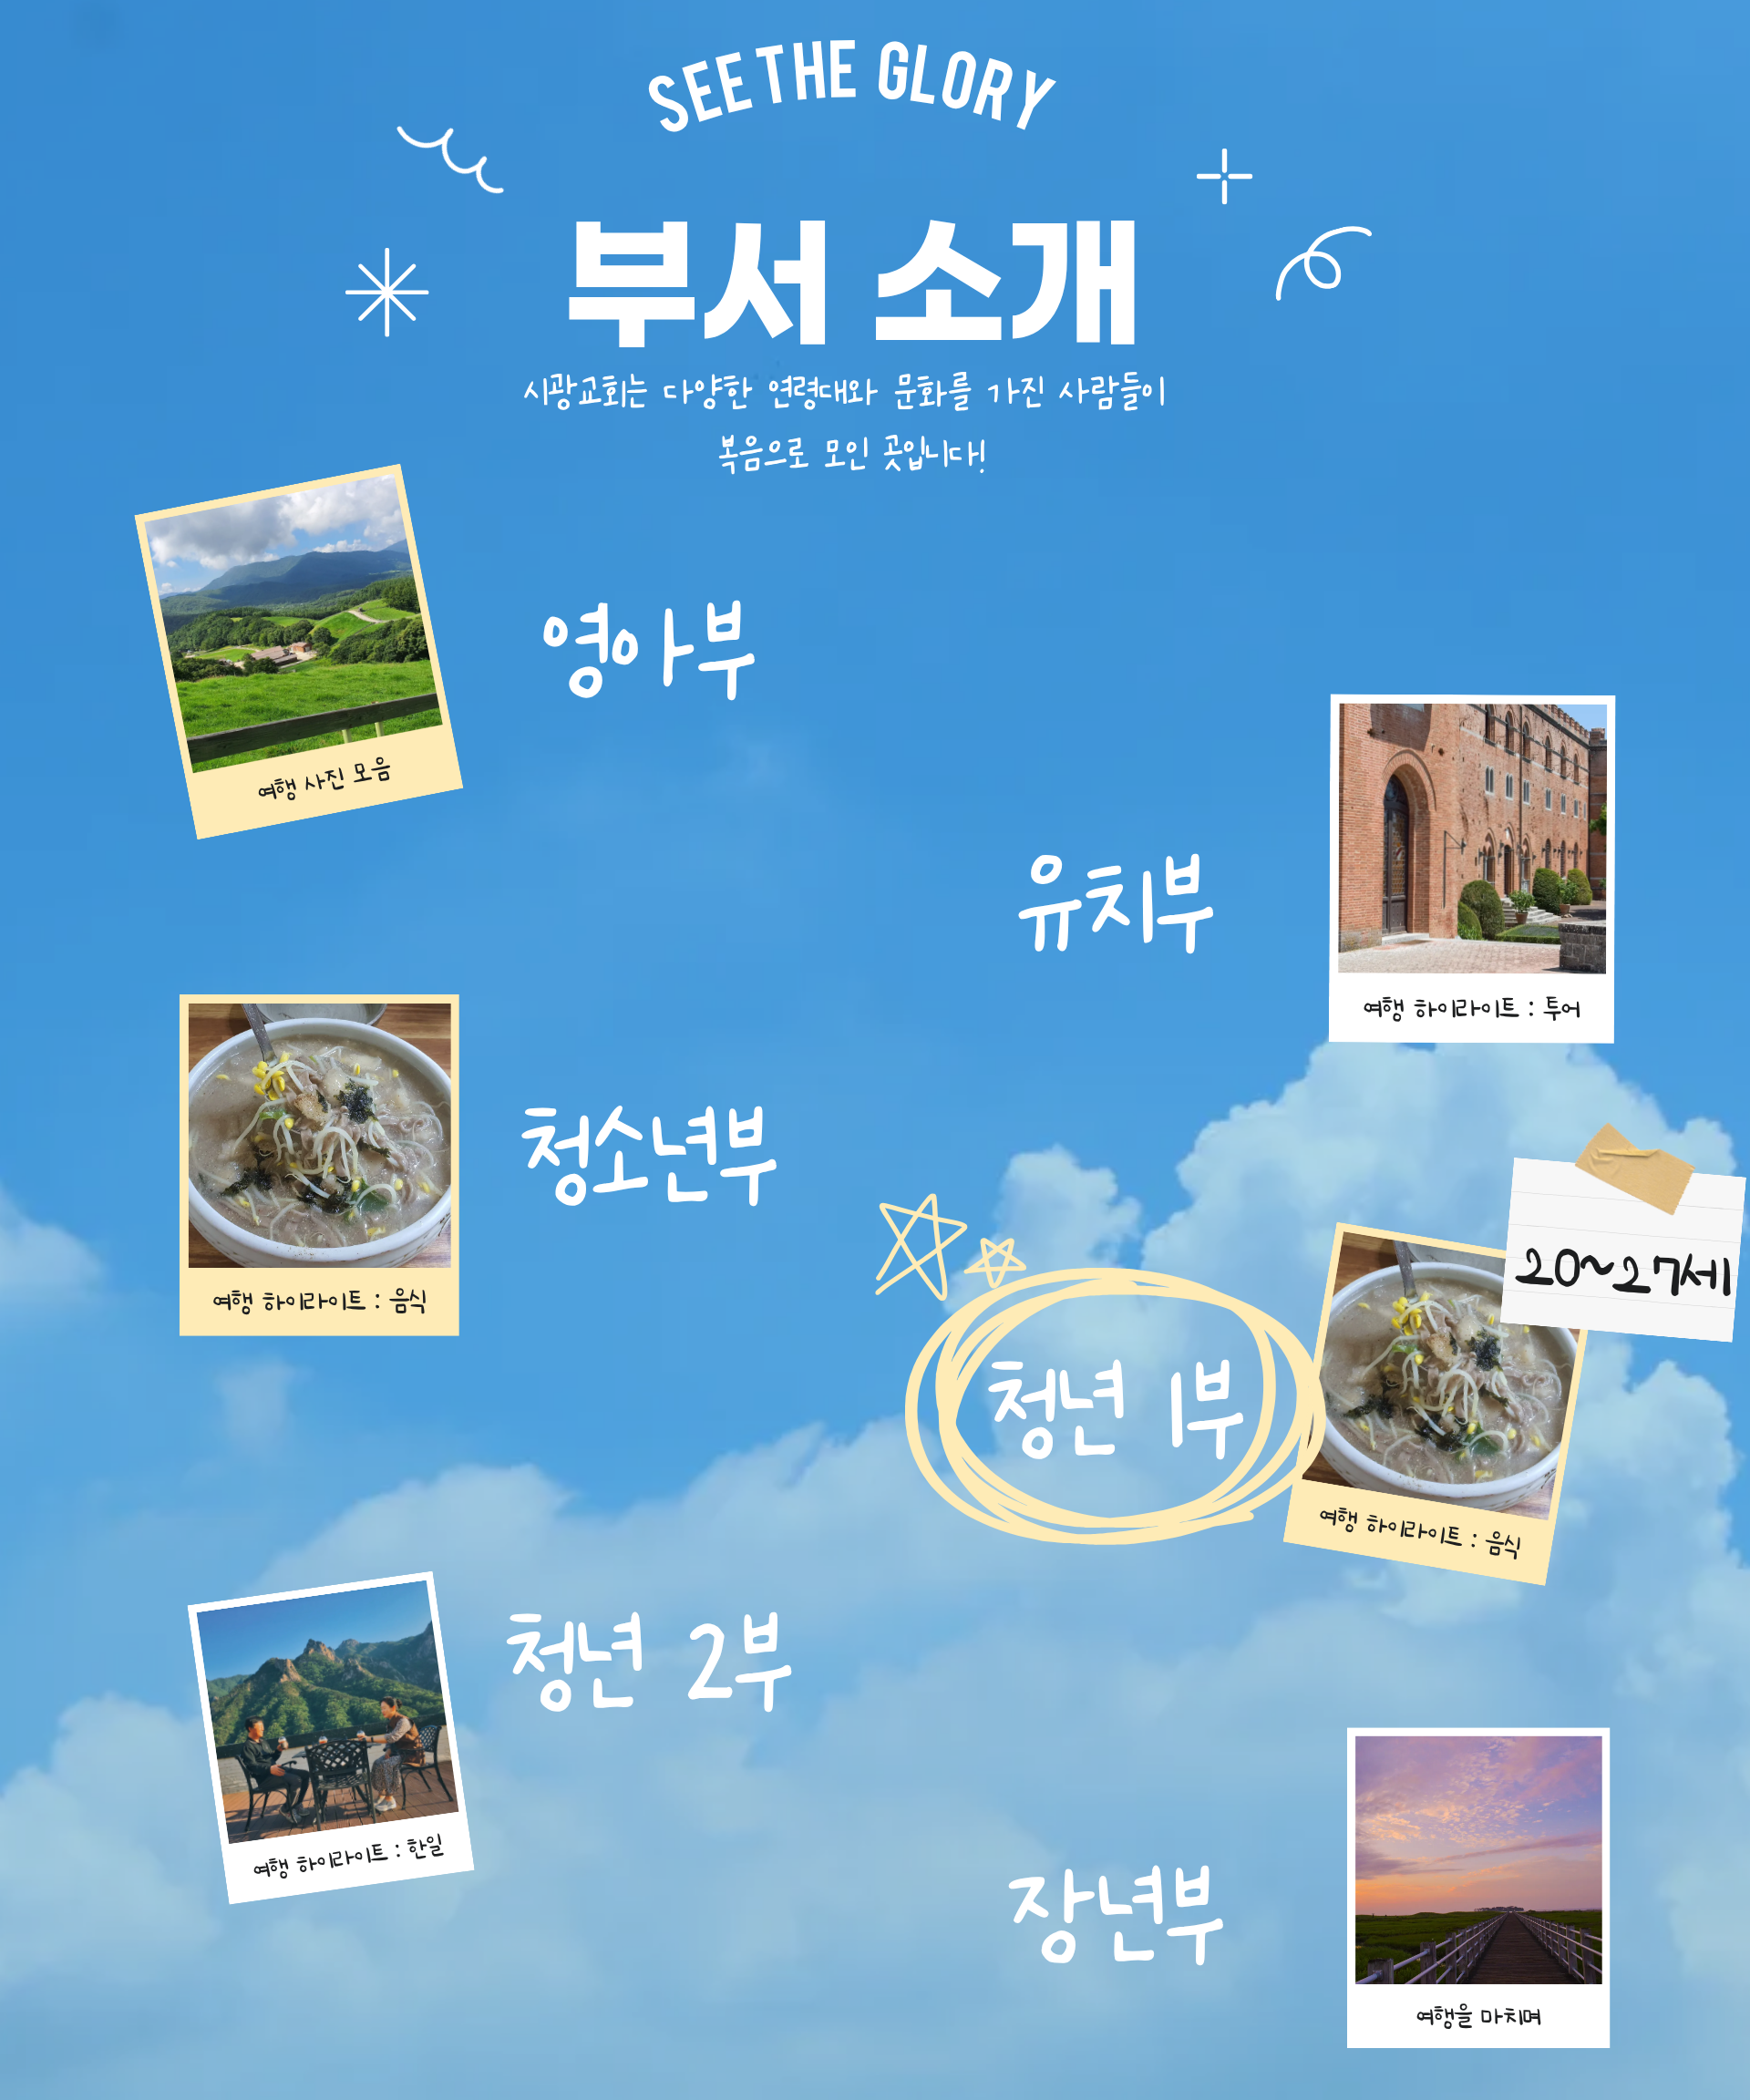 SEE THE GLORY
부서 소개
시광교회는 다양한 연령대와 문화를 가진 사람들이
복음으로 모인 곳입니다!
영아부
여행 사진 모음
유치부
여행 하이라이트 : 투어
청소년부
여행 하이라이트 : 음식
20~27세
청년 1부
여행 하이라이트 : 음식
청년 2부
여행 하이라이트 : 한일
장년부
여행을 마치며